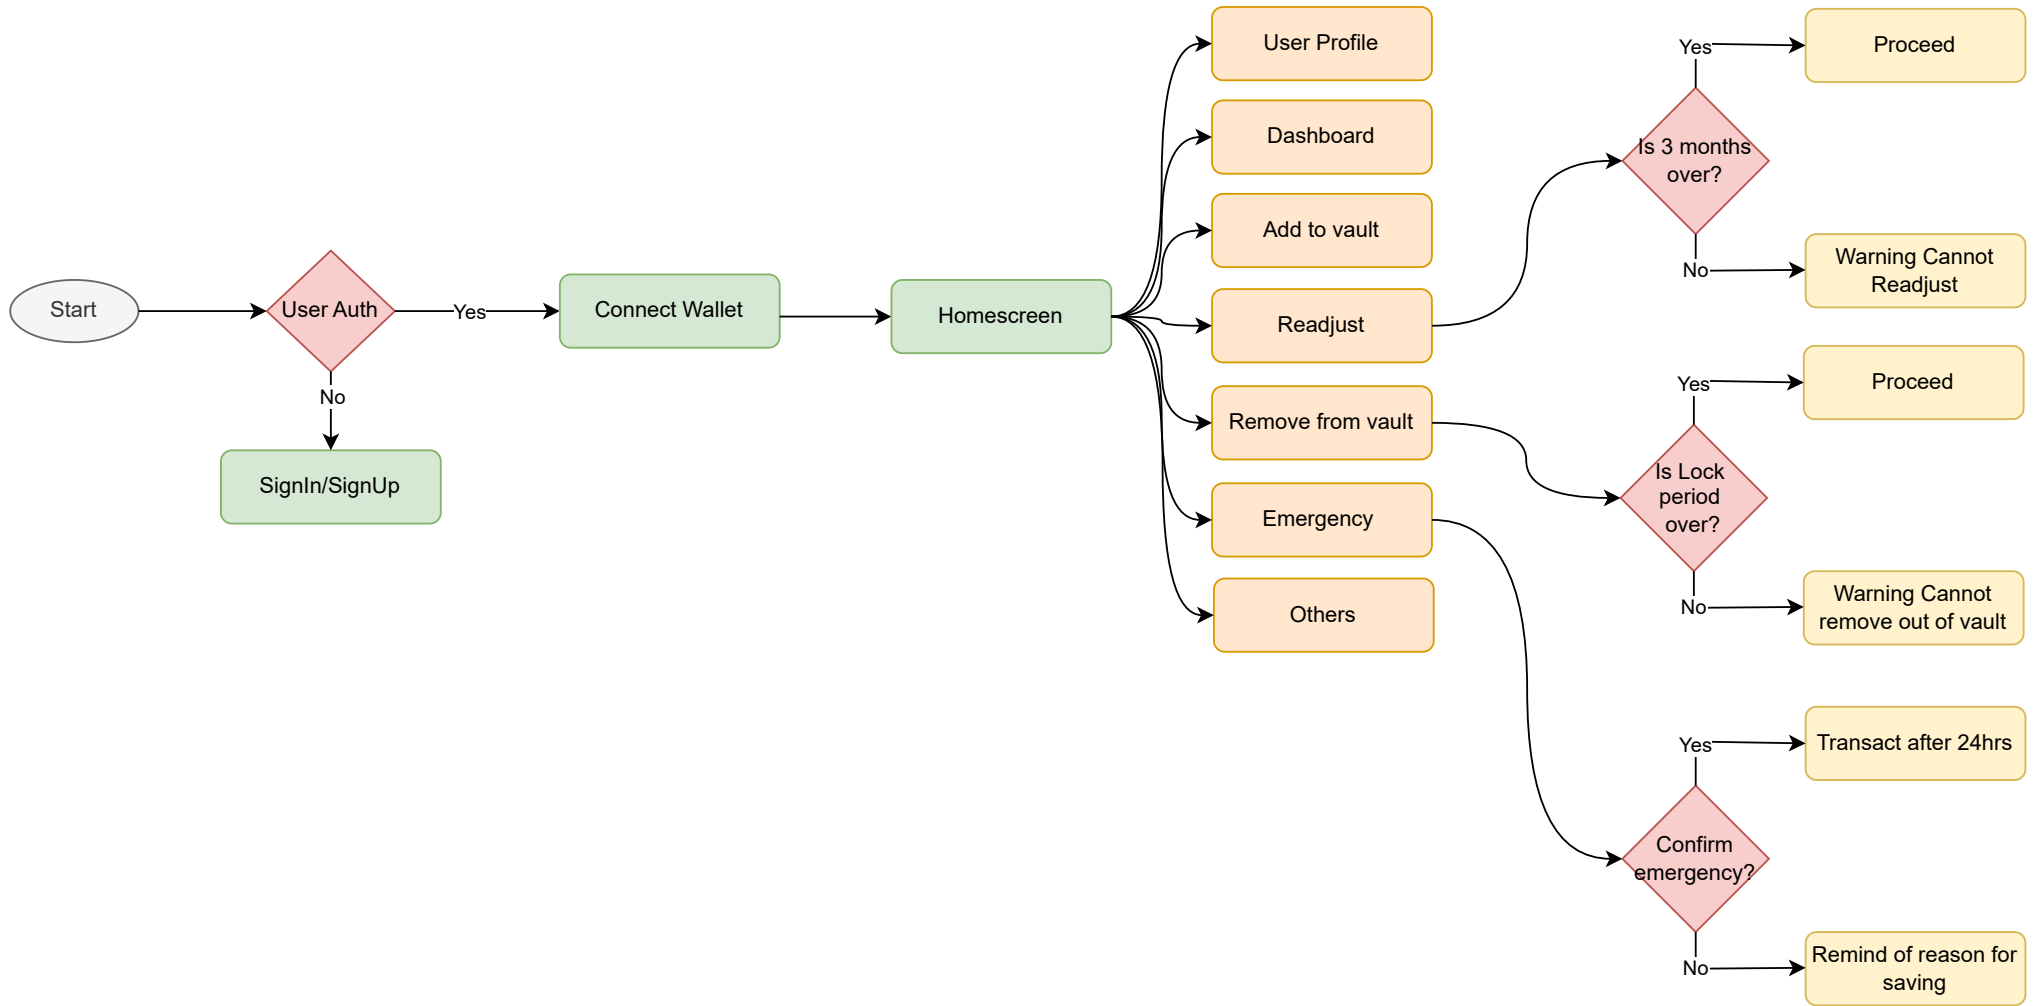 Start
User Auth
Yes
No
SignIn/SignUp
Connect Wallet
Homescreen
User Profile
Dashboard
Add to vault
Readjust
Remove from vault
Emergency
Others
Is 3 months
over?
Yes
Proceed
No
Warning Cannot
Readjust
Is Lock
period
over?
Yes
Proceed
No
Warning Cannot
remove out of vault
Confirm
emergency?
Yes
Transact after 24hrs
No
Remind of reason for
saving